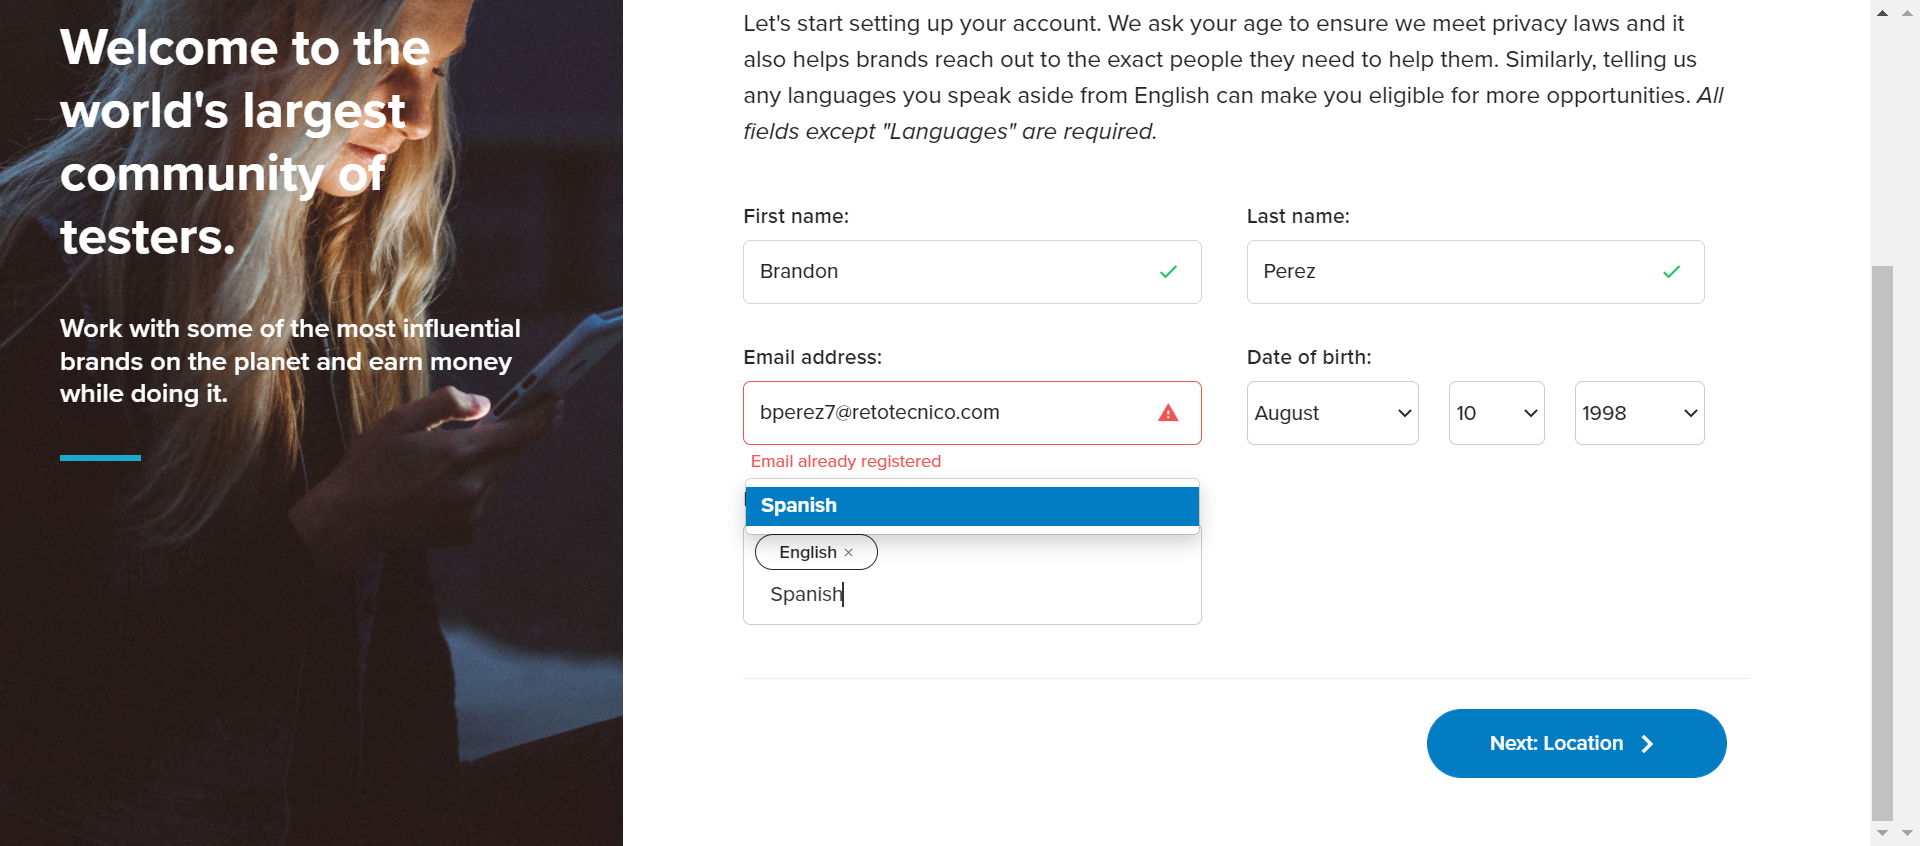 Welcome to the
world's largest
community of
testers.
Work with some of the most influential
brands on the planet and earn money
while doing it.
Let's start setting up your account. We ask your age to ensure we meet privacy laws and it
also helps brands reach out to the exact people they need to help them. Similarly, telling us
any languages you speak aside from English can make you eligible for more opportunities. All
fields except "Languages" are required.
First name:
Last name:
Brandon
Perez
Email address:
Date of birth:
bperez7@retotecnico.com
August
10
1998
Email already registered
Spanish
English ×
Spanish
Next: Location